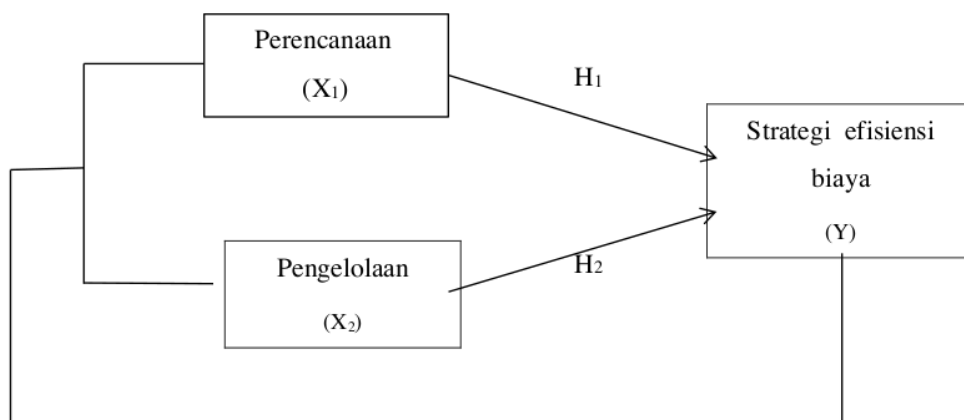 Perencanaan
(X₁)
H₁
Strategi efisiensi
biaya
(Y)
Pengelolaan
(X₂)
H₂